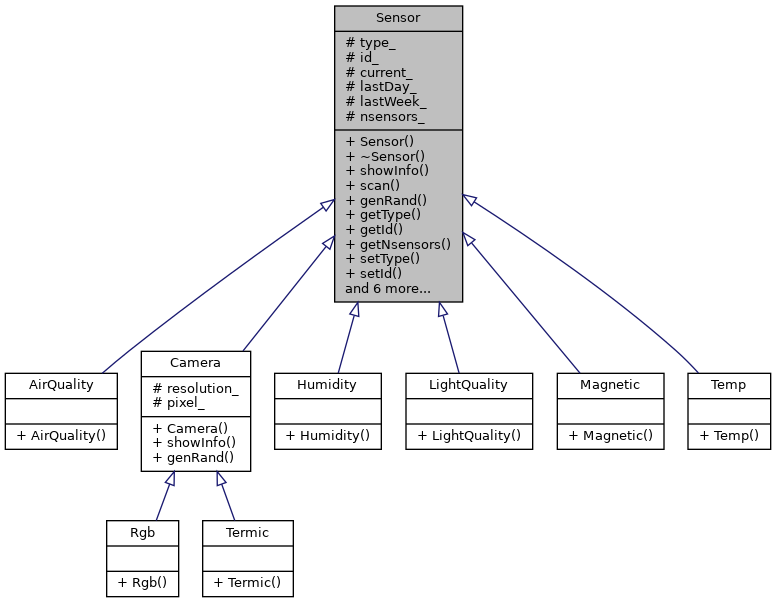 Sensor
# type_
# id_
# current_
# lastDay_
# lastWeek_
# nsensors_
+ Sensor()
+ ~Sensor()
+ showInfo()
+ scan()
+ genRand()
+ getType()
+ getId()
+ getNsensors()
+ setType()
+ setId()
and 6 more...
AirQuality
+ AirQuality()
Camera
# resolution_
# pixel_
+ Camera()
+ showInfo()
+ genRand()
Humidity
+ Humidity()
LightQuality
+ LightQuality()
Magnetic
+ Magnetic()
Temp
+ Temp()
Rgb
+ Rgb()
Termic
+ Termic()